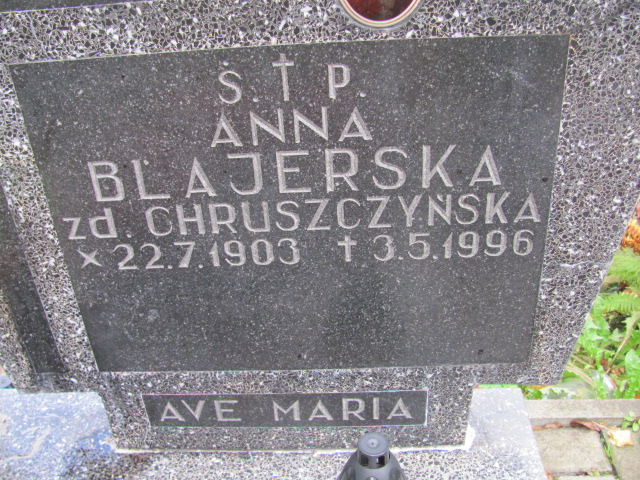 S.†P.
ANNA
BLAJERSKA
zd. CHRUSZCZYŃSKA
× 22.7.1903 † 3.5.1996
AVE MARIA